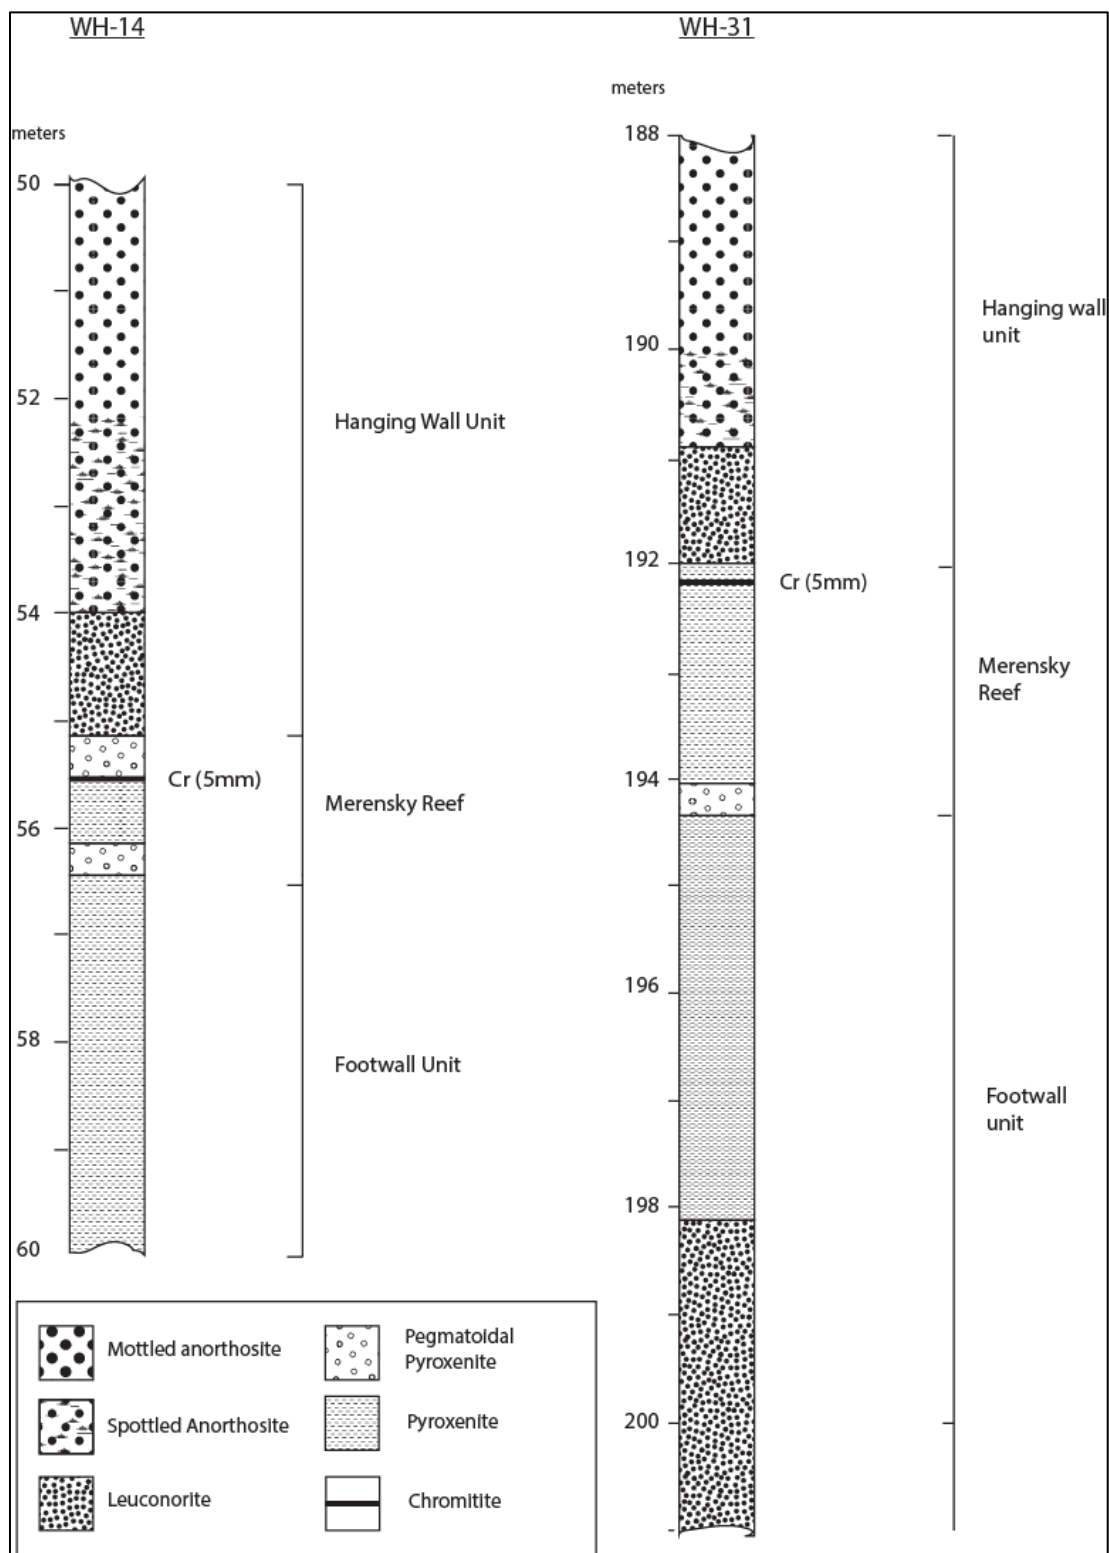 WH-14
meters
50
52
54
56
58
60
Hanging Wall Unit
Cr (5mm)
Merensky Reef
Footwall Unit
WH-31
meters
188
190
192
194
196
198
200
Hanging wall
unit
Cr (5mm)
Merensky
Reef
Footwall
unit
Mottled anorthosite
Spottled Anorthosite
Leuconorite
Pegmatoidal
Pyroxenite
Pyroxenite
Chromitite